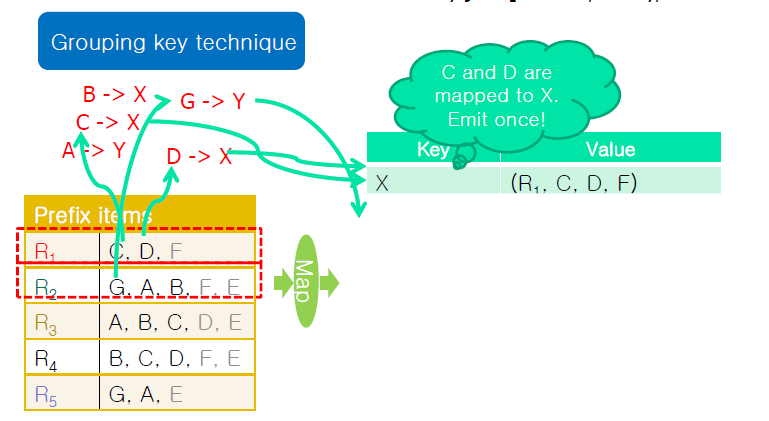 Grouping key technique
B -> X
G -> Y
C -> X
A -> Y
D -> X
C and D are
mapped to X.
Emit once!
Key Value
X (R1, C, D, F)
Prefix items
R1 C, D, F
R2 G, A, B, F, E
R3 A, B, C, D, E
R4 B, C, D, F, E
R5 G, A, E
Map